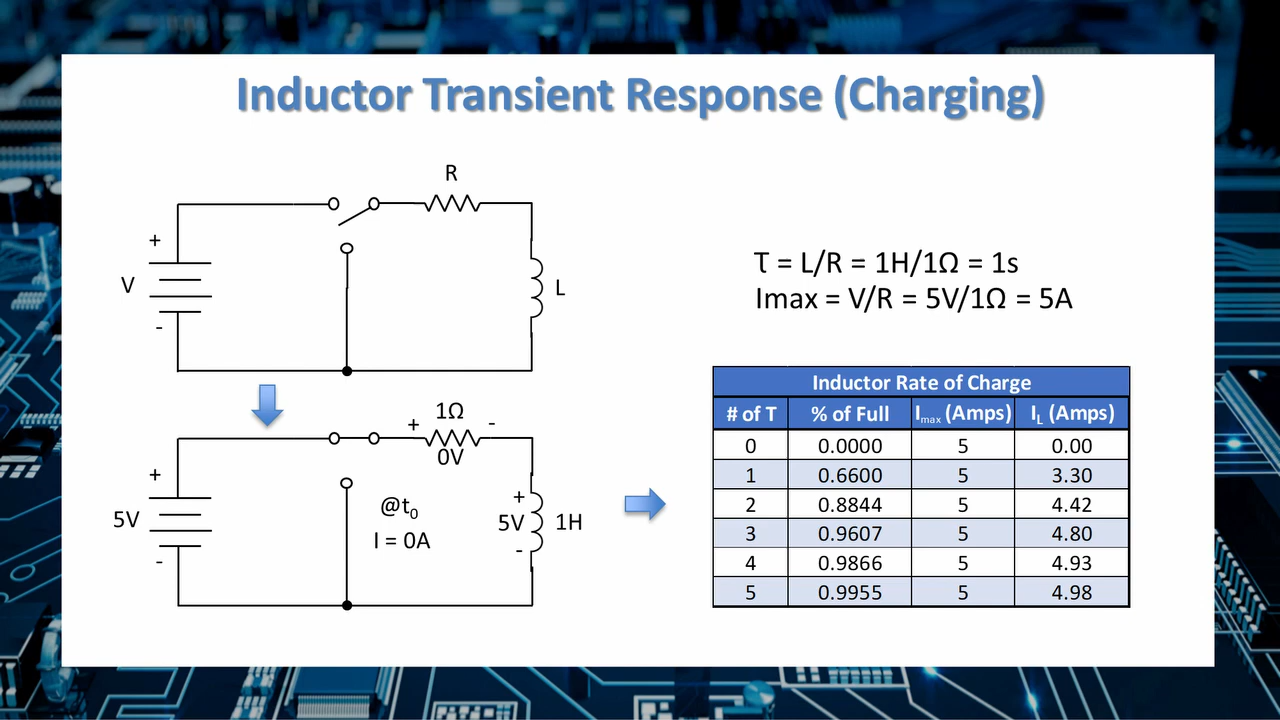 Inductor Transient Response (Charging)
R
+
V
-
L
T = L/R = 1H/1Ω = 1s
Imax = V/R = 5V/1Ω = 5A
1Ω
+ -
0V
+
5V
-
@t0
I = 0A
+
5V
-
1H
Inductor Rate of Charge
# of T % of Full Imax (Amps) IL (Amps)
0 0.0000 5 0.00
1 0.6600 5 3.30
2 0.8844 5 4.42
3 0.9607 5 4.80
4 0.9866 5 4.93
5 0.9955 5 4.98